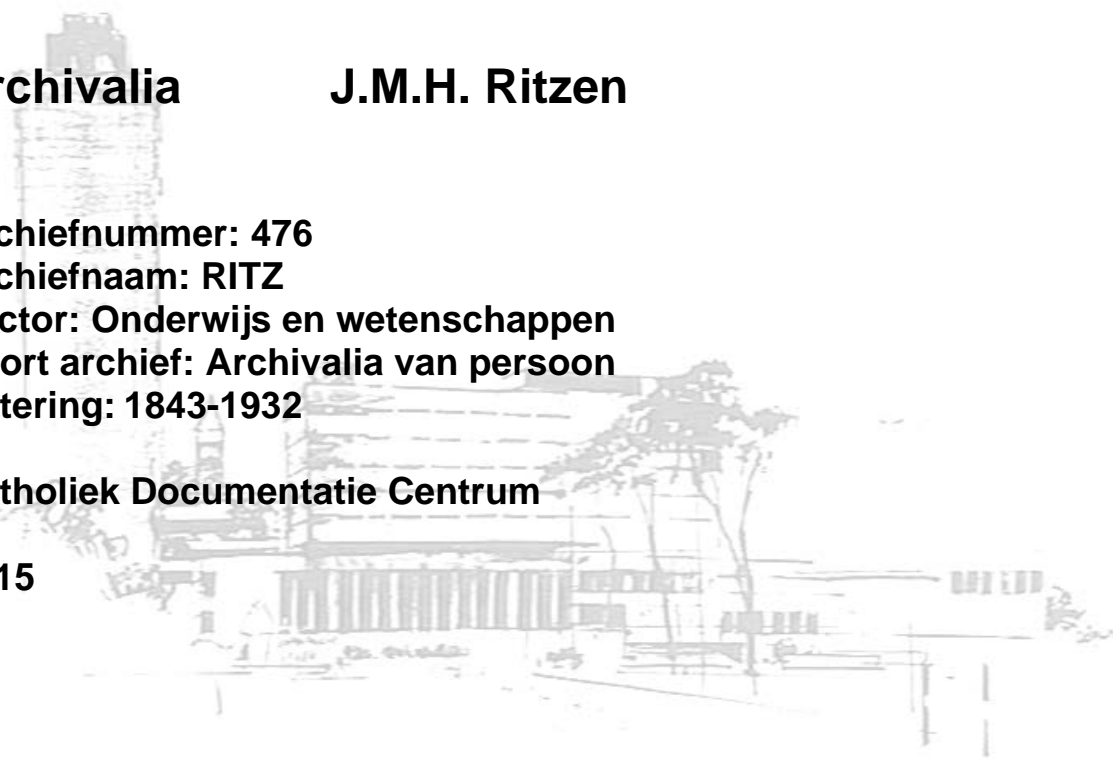 rchivalia J.M.H. Ritzen
chiefnummer: 476
chiefnaam: RITZ
ctor: Onderwijs en wetenschappen
ort archief: Archivalia van persoon
tering: 1843-1932
tholiek Documentatie Centrum
15